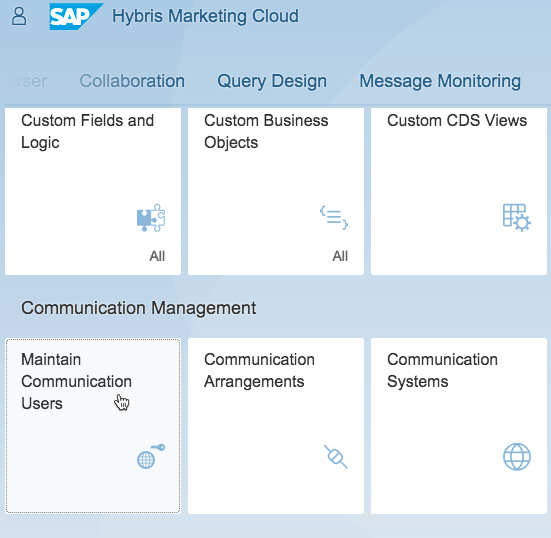 SAP Hybris Marketing Cloud
Collaboration Query Design Message Monitoring
Custom Fields and
Logic
All
Custom Business
Objects
All
Custom CDS Views
Communication Management
Maintain
Communication
Users
Communication
Arrangements
Communication
Systems